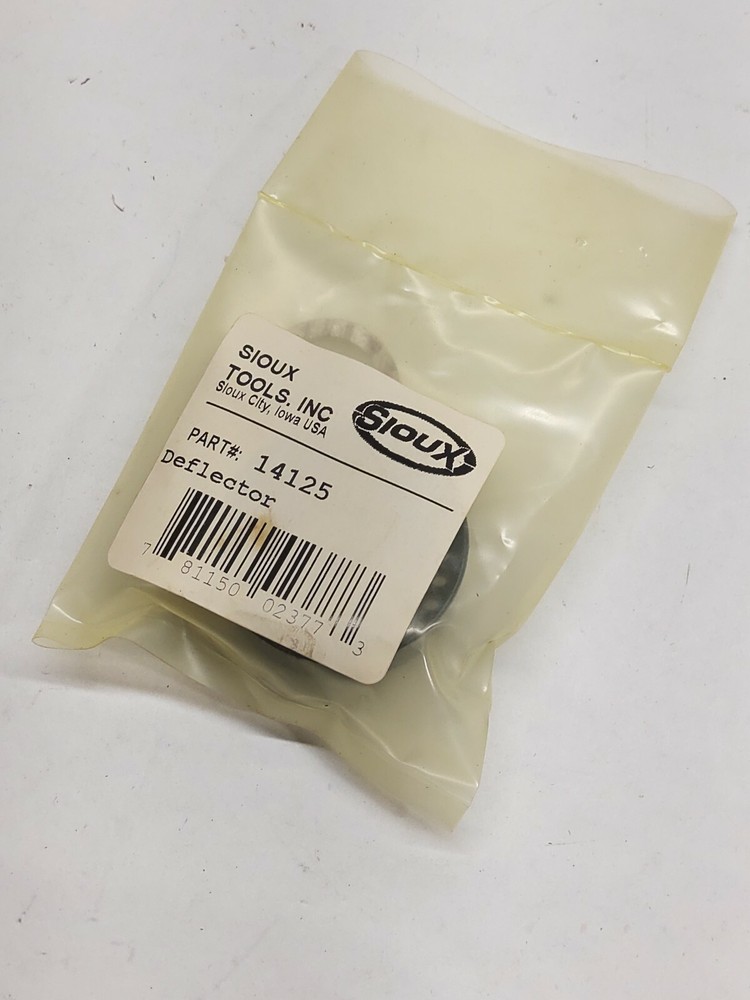 SIOUX
TOOLS, INC
Sioux City, Iowa USA
SIOUX
PART#: 14125
Deflector
7 81150 02377 3